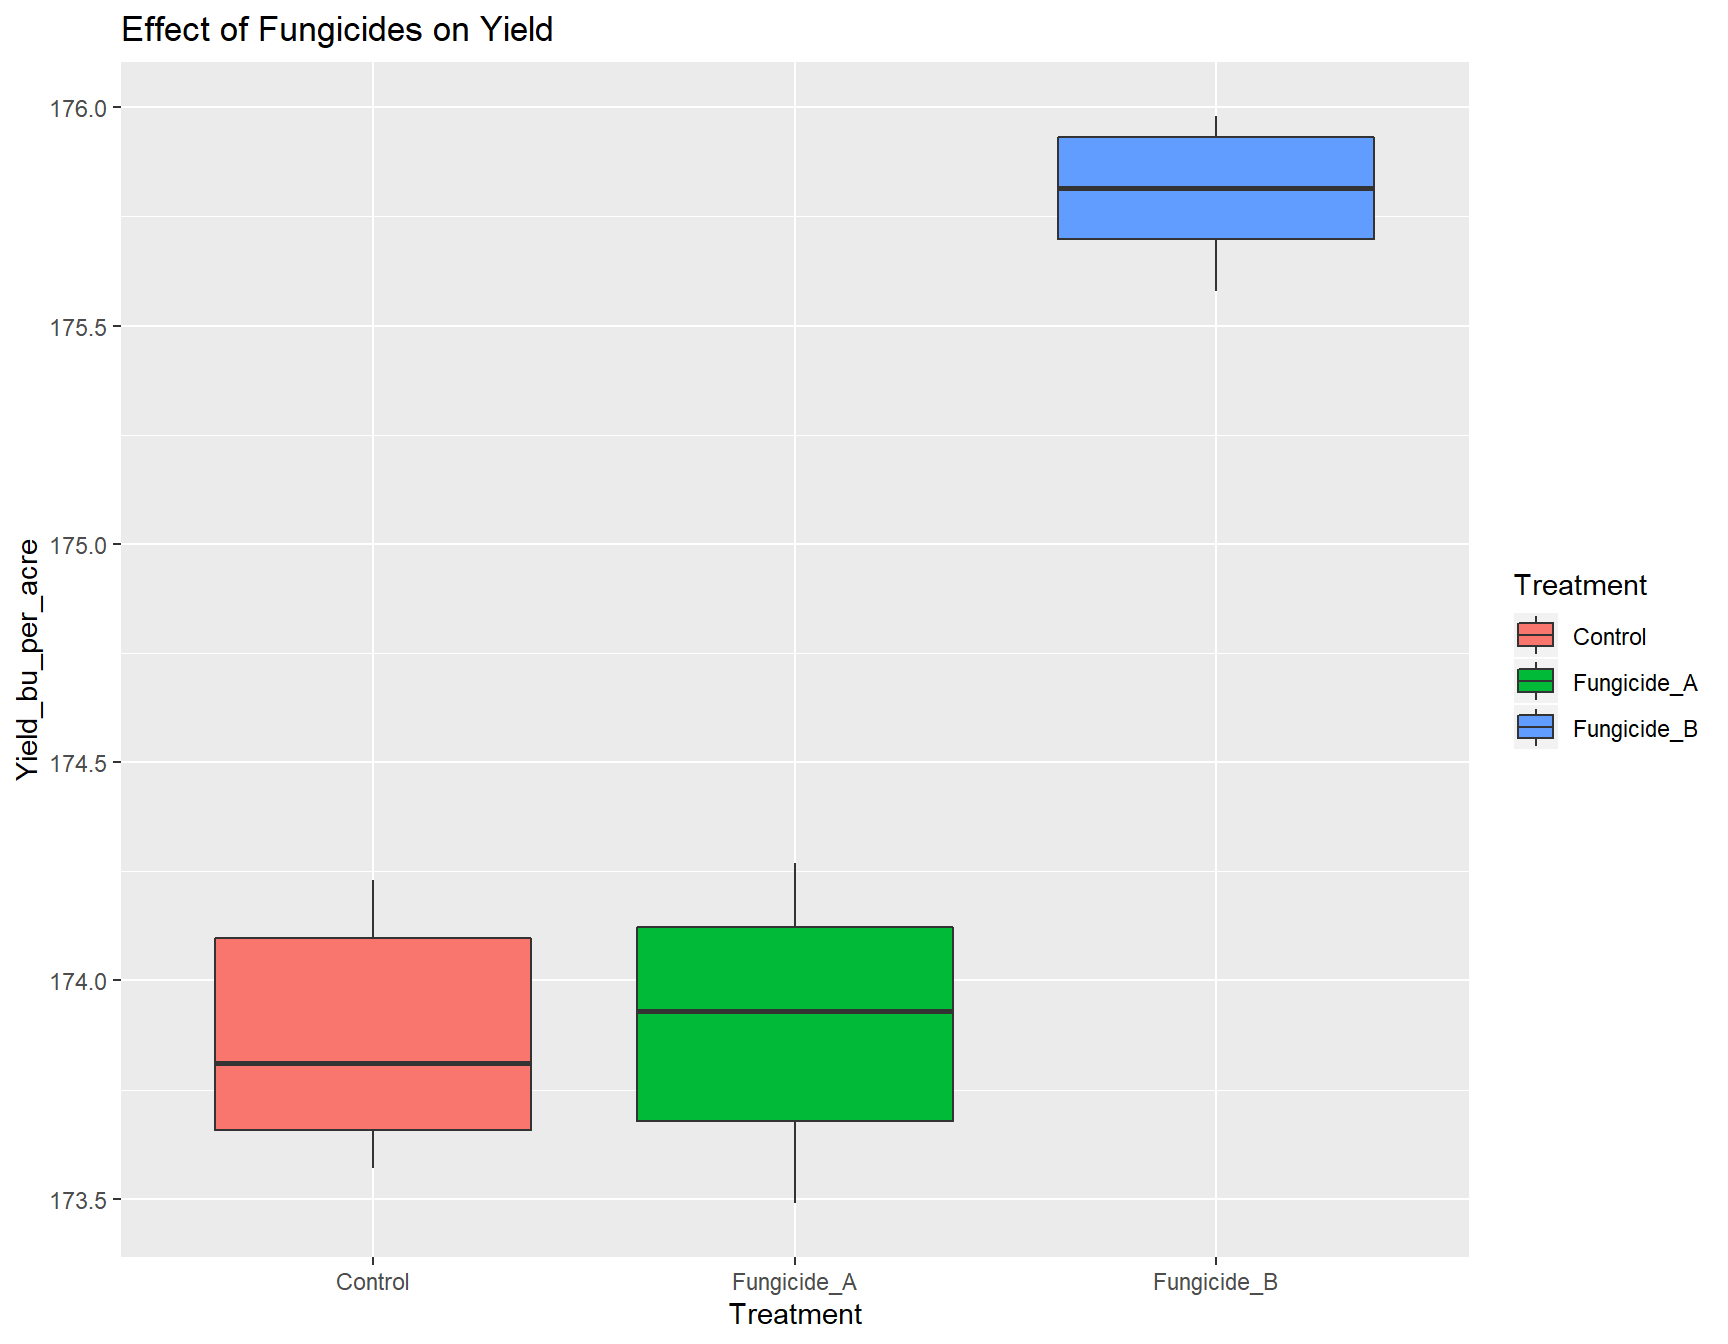 Effect of Fungicides on Yield
176.0
175.5
175.0
174.5
174.0
173.5
Yield_bu_per_acre
Control
Fungicide_A
Fungicide_B
Treatment
Treatment
Control
Fungicide_A
Fungicide_B